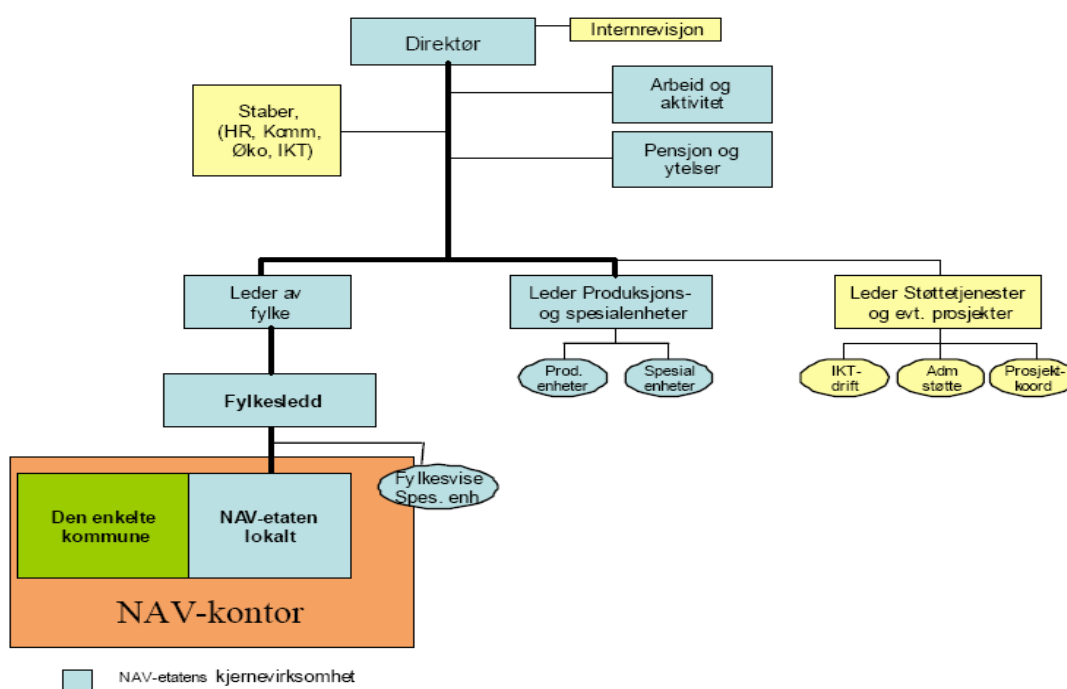 Direktør
Internrevisjon
Arbeid og
aktivitet
Staber,
(HR, Komm,
Øko, IKT)
Pensjon og
ytelser
Leder av
fylke
Leder Produksjons-
og spesialenheter
Leder Støttetjenester
og evt. prosjekter
Prod.
enheter
Spesial
enheter
IKT-
drift
Adm
støtte
Prosjekt-
koord
Fylkesledd
Fylkesvise
Spes. enh
Den enkelte
kommune
NAV-etaten
lokalt
NAV-kontor
NAV-etatens kjernevirksomhet